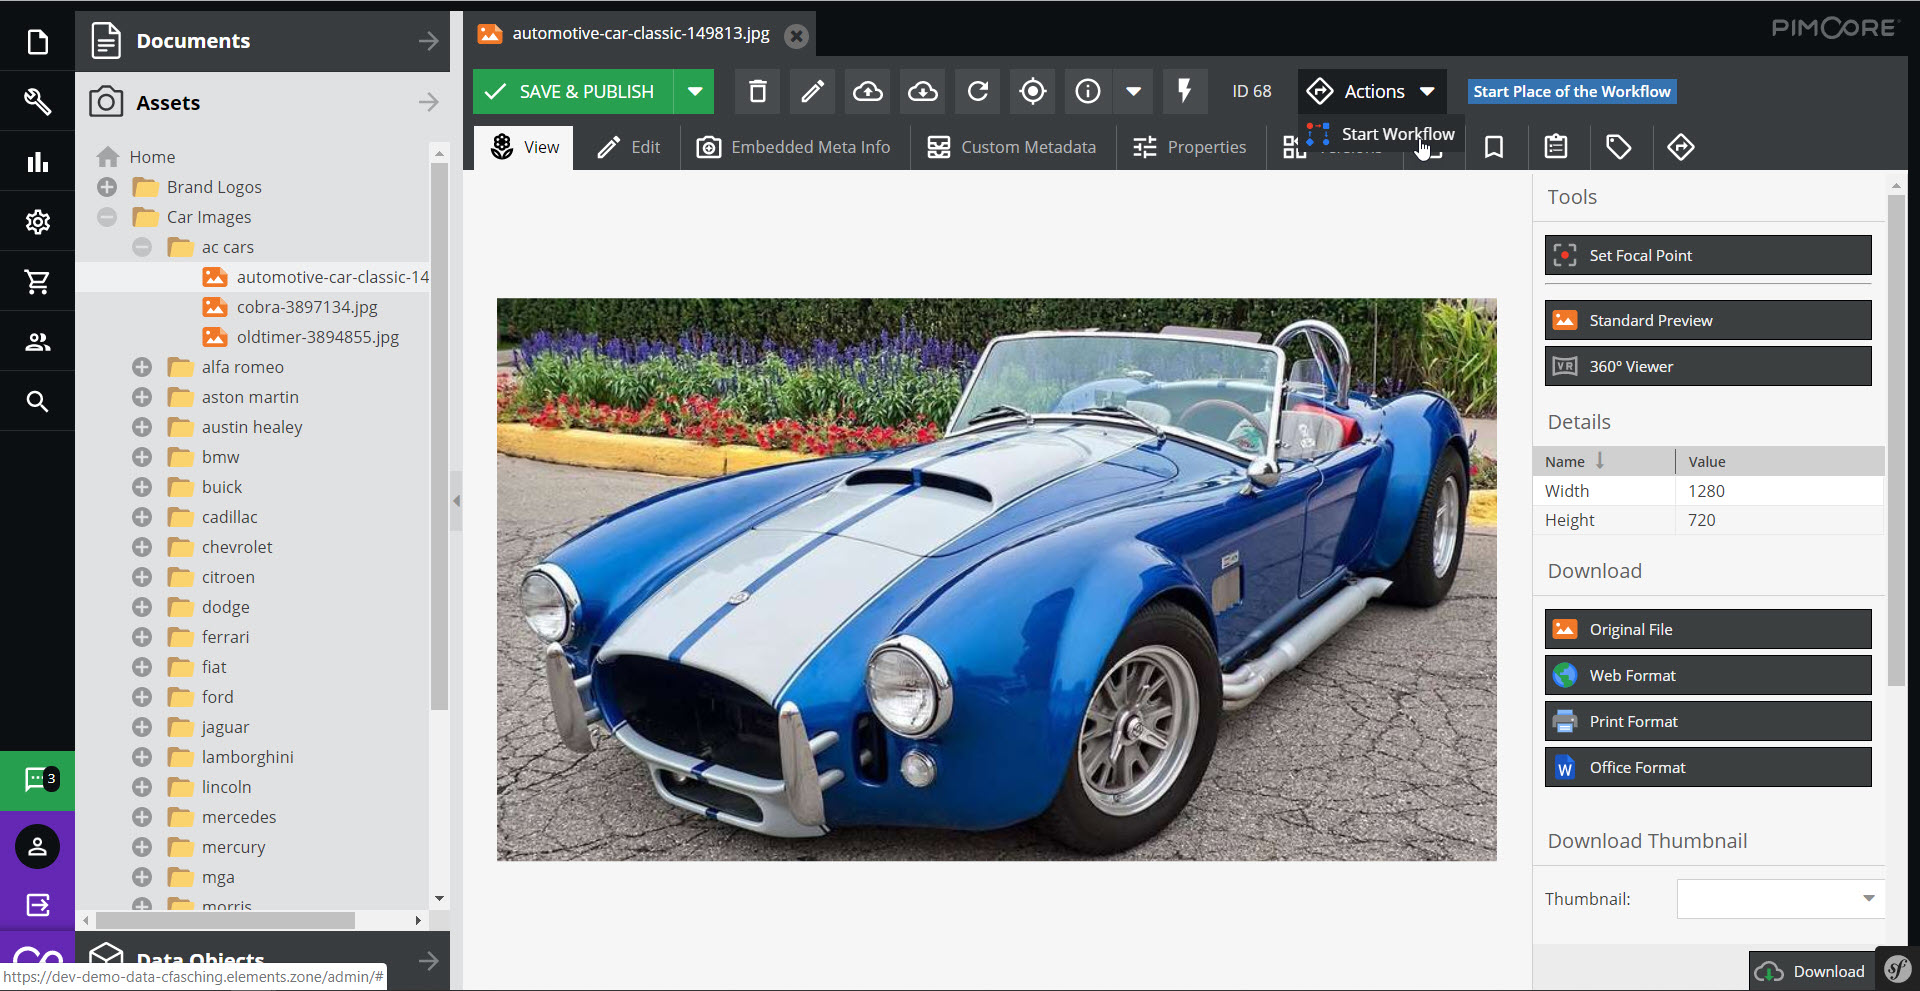 automotive-car-classic-149813.jpg
PIMCORE
Documents
Assets
Home
Brand Logos
Car Images
ac cars
automotive-car-classic-14
cobra-3897134.jpg
oldtimer-3894855.jpg
alfa romeo
aston martin
austin healey
bmw
buick
cadillac
chevrolet
citroen
dodge
ferrari
fiat
ford
jaguar
lamborghini
lincoln
mercedes
mercury
mga
morris
Data Objects
3
https://dev-demo-data-cfasching.elements.zone/admin/#
SAVE & PUBLISH
ID 68
Actions
Start Place of the Workflow
Start Workflow
View
Edit
Embedded Meta Info
Custom Metadata
Properties
Tools
Set Focal Point
Standard Preview
VR
360° Viewer
Details
Name
Value
Width
1280
Height
720
Download
Original File
Web Format
Print Format
W
Office Format
Download Thumbnail
Thumbnail:
Download
sf